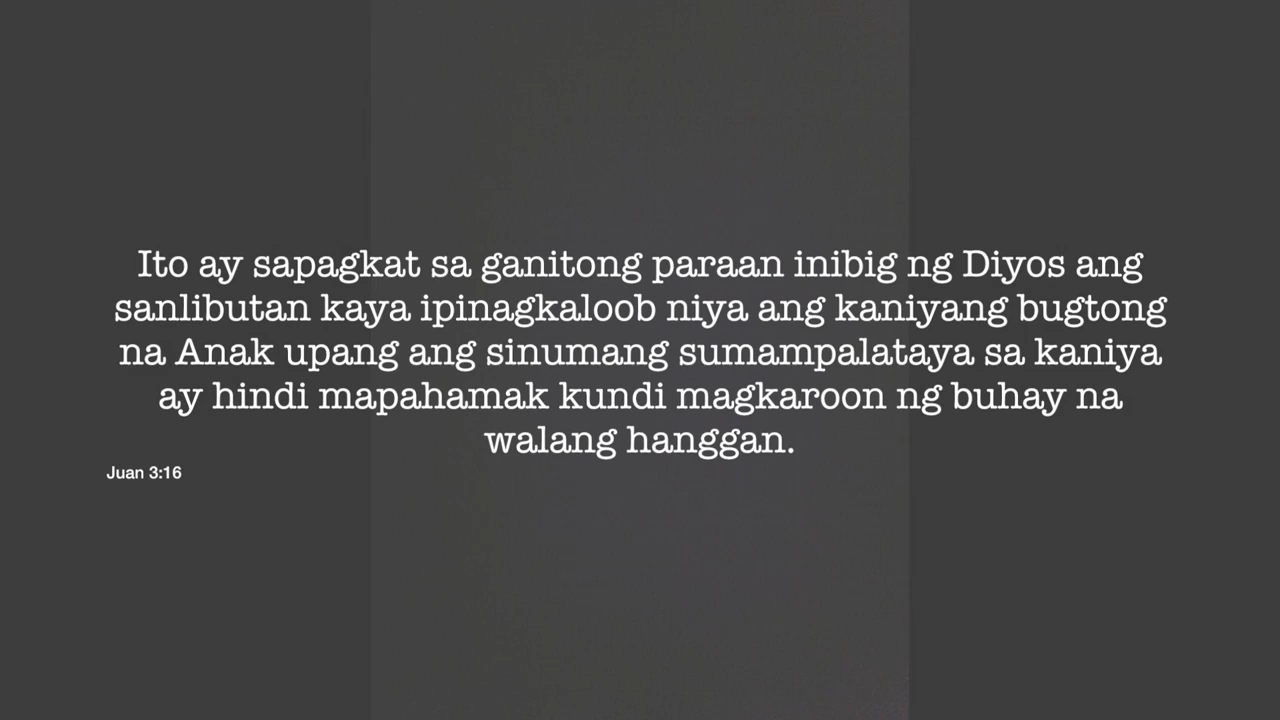 Ito ay sapagkat sa ganitong paraan inibig ng Diyos ang
sanlibutan kaya ipinagkaloob niya ang kaniyang bugtong
na Anak upang ang sinumang sumampalataya sa kaniya
ay hindi mapahamak kundi magkaroon ng buhay na
walang hanggan.
Juan 3:16